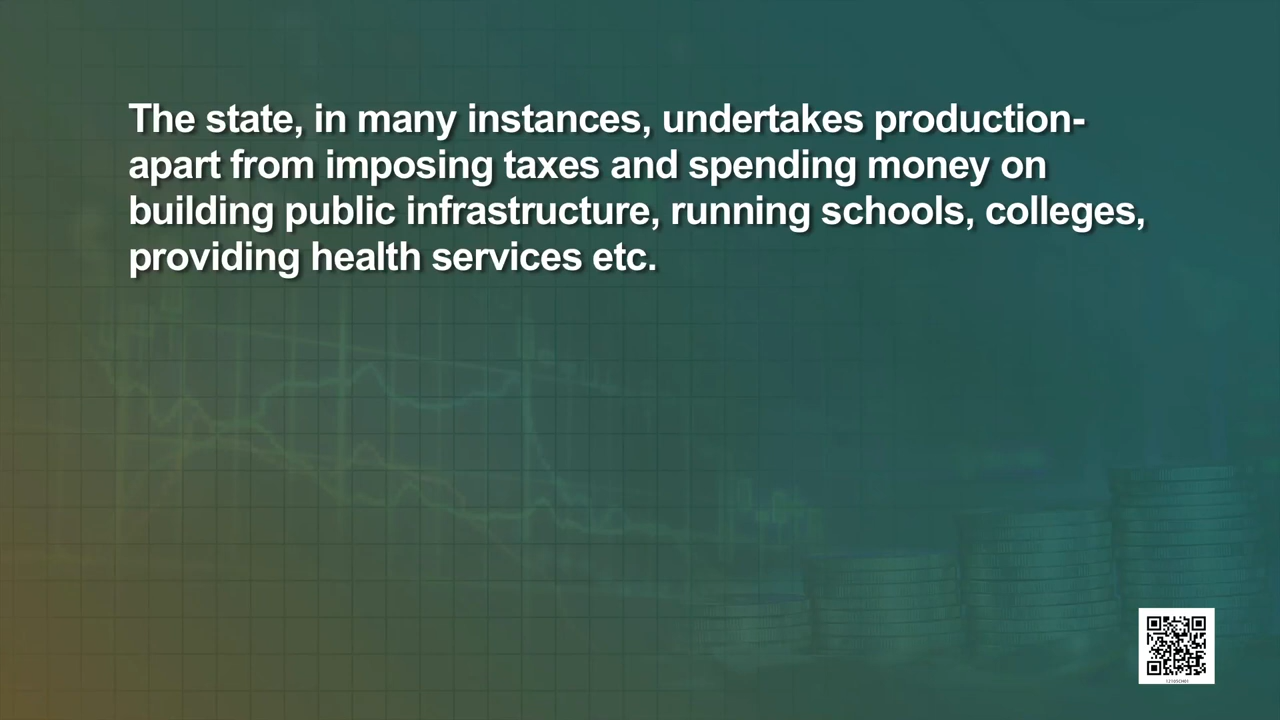 The state, in many instances, undertakes production-
apart from imposing taxes and spending money on
building public infrastructure, running schools, colleges,
providing health services etc.